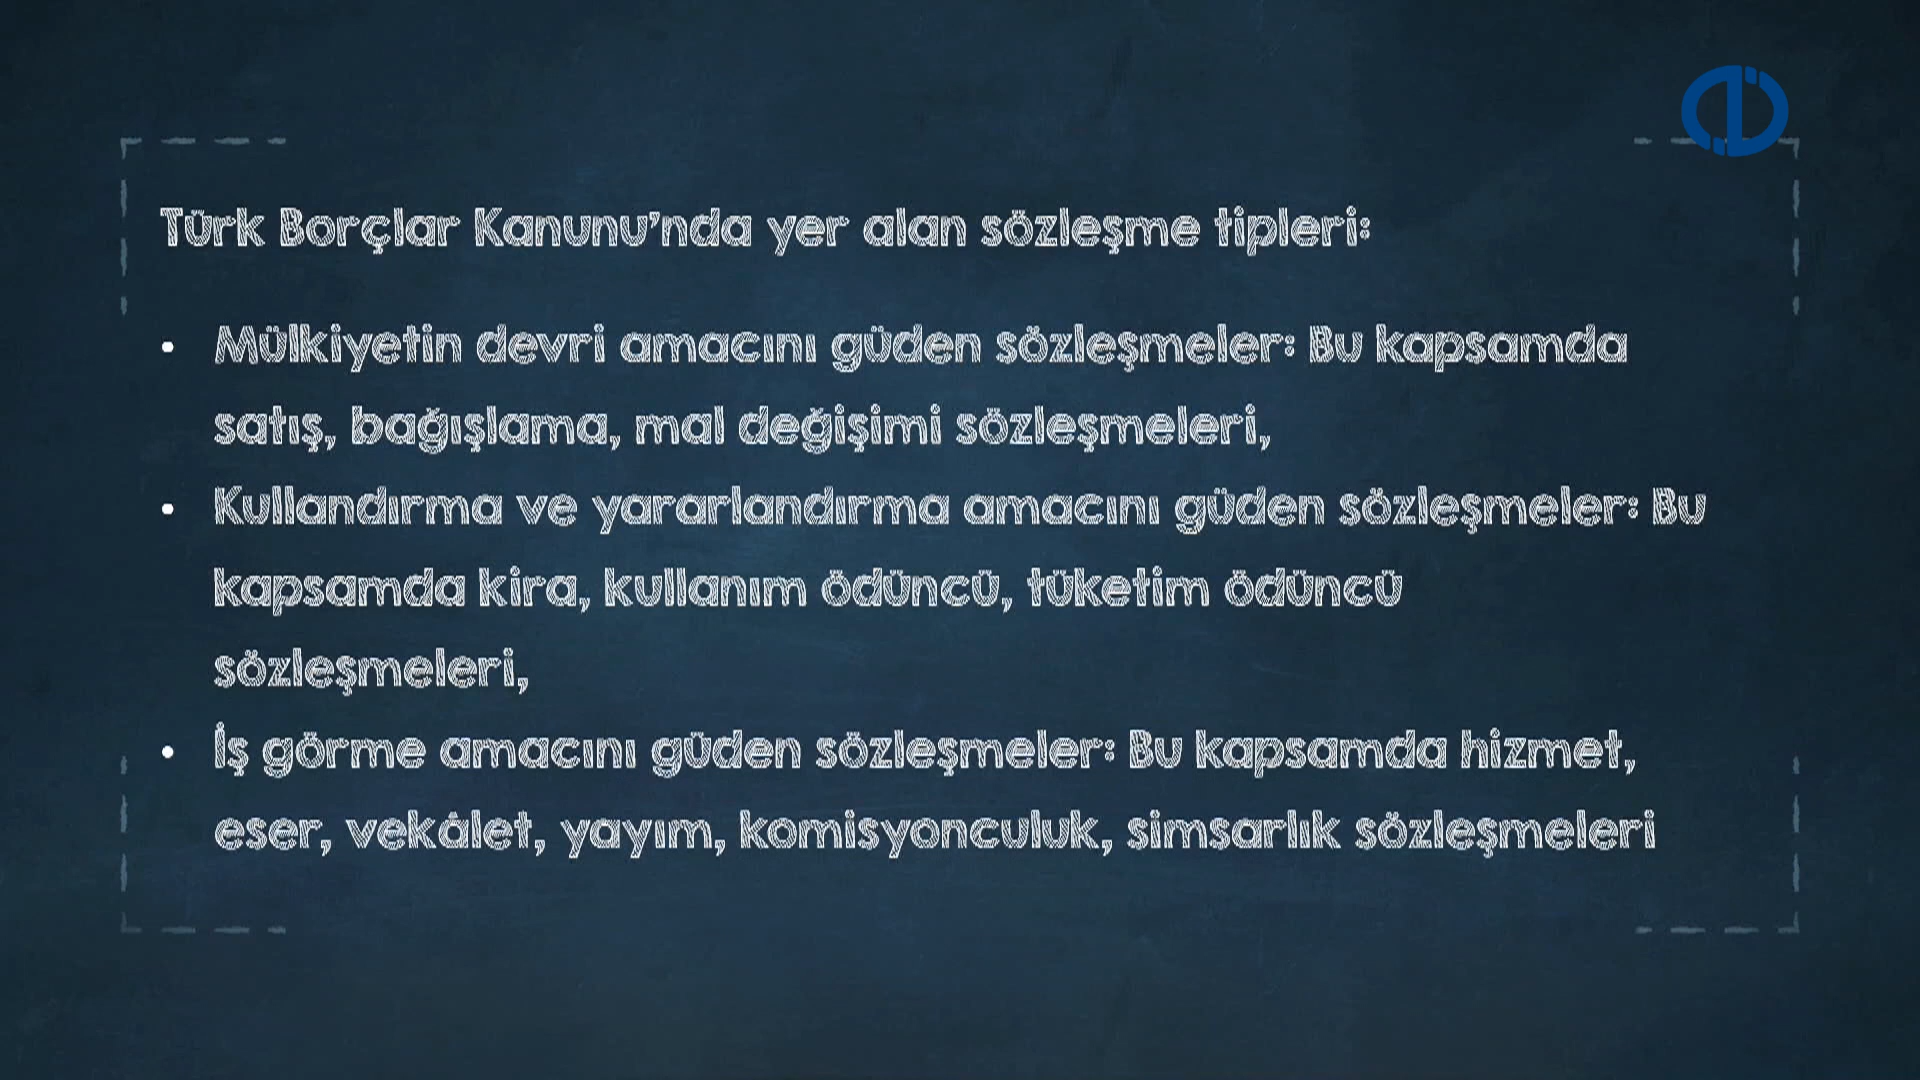 Türk Borçlar Kanunu'nda yer alan sözleşme tipleri:
• Mülkiyetin devri amacını güden sözleşmeler: Bu kapsamda
satış, bağışlama, mal değişimi sözleşmeleri,
• Kullandırma ve yararlandırma amacını güden sözleşmeler: Bu
kapsamda kira, kullanım ödüncü, tüketim ödüncü
sözleşmeleri,
• İş görme amacını güden sözleşmeler: Bu kapsamda hizmet,
eser, vekâlet, yayım, komisyonculuk, simsarlık sözleşmeleri